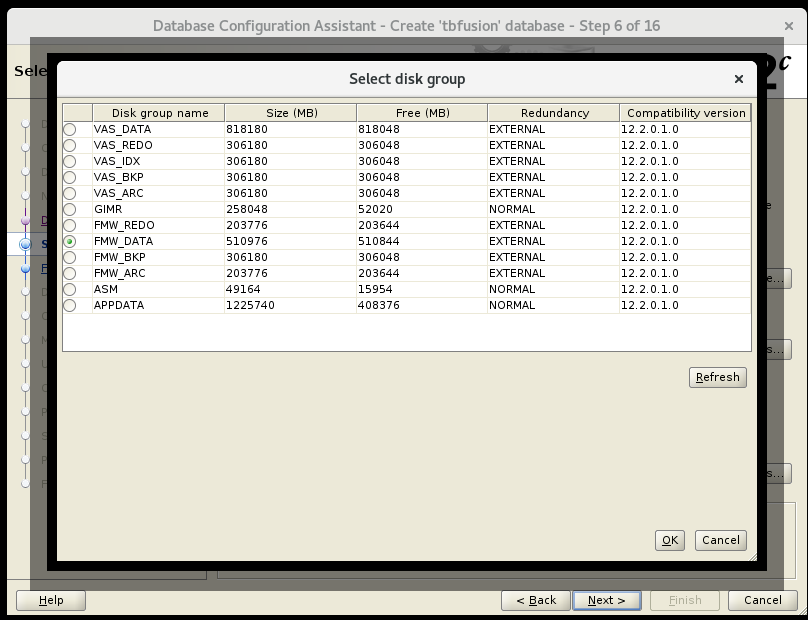 Database Configuration Assistant - Create 'tbfusion' database - Step 6 of 16
Sele
2c
Select disk group
Disk group name Size (MB) Free (MB) Redundancy Compatibility version
VAS_DATA 818180 818048 EXTERNAL 12.2.0.1.0
VAS_REDO 306180 306048 EXTERNAL 12.2.0.1.0
VAS_IDX 306180 306048 EXTERNAL 12.2.0.1.0
VAS_BKP 306180 306048 EXTERNAL 12.2.0.1.0
VAS_ARC 306180 306048 EXTERNAL 12.2.0.1.0
GIMR 258048 52020 NORMAL 12.2.0.1.0
FMW_REDO 203776 203644 EXTERNAL 12.2.0.1.0
FMW_DATA 510976 510844 EXTERNAL 12.2.0.1.0
FMW_BKP 306180 306048 EXTERNAL 12.2.0.1.0
FMW_ARC 203776 203644 EXTERNAL 12.2.0.1.0
ASM 49164 15954 NORMAL 12.2.0.1.0
APPDATA 1225740 408376 NORMAL 12.2.0.1.0
e
e...
s...
Refresh
s...
OK Cancel
Help < Back Next > Finish Cancel